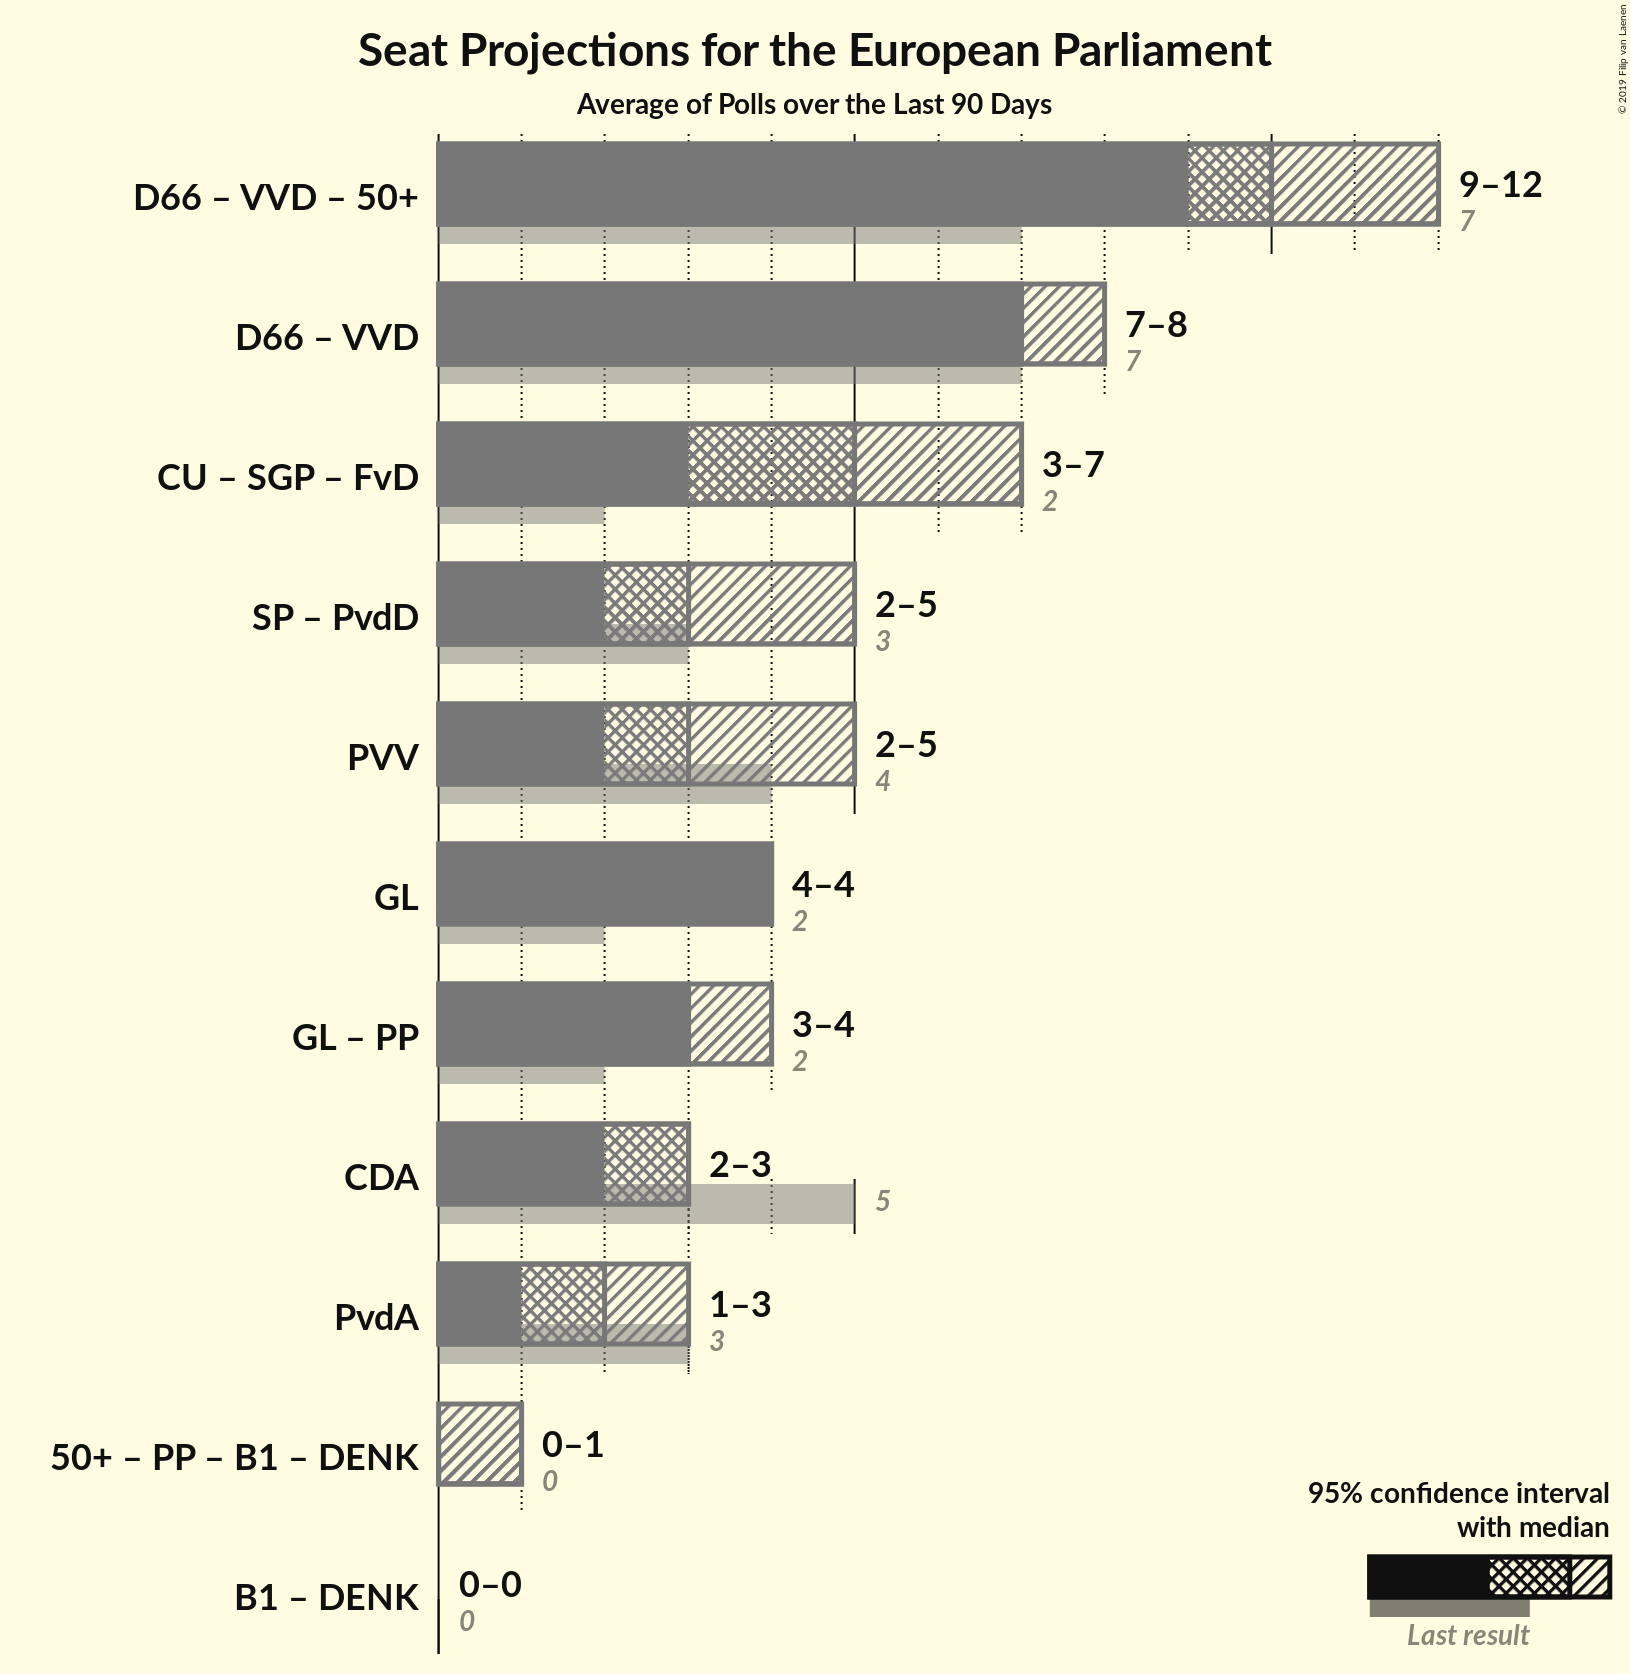 Seat Projections for the European Parliament
Average of Polls over the Last 90 Days
© 2019 Filip van Laenen
D66 – VVD – 50+
9–12
7
D66 – VVD
7–8
7
CU – SGP – FvD
3–7
2
SP – PvdD
2–5
3
PVV
2–5
4
GL
4–4
2
GL – PP
3–4
2
CDA
2–3
5
PvdA
1–3
3
50+ – PP – B1 – DENK
0–1
0
B1 – DENK
0–0
0
95% confidence interval
with median
Last result